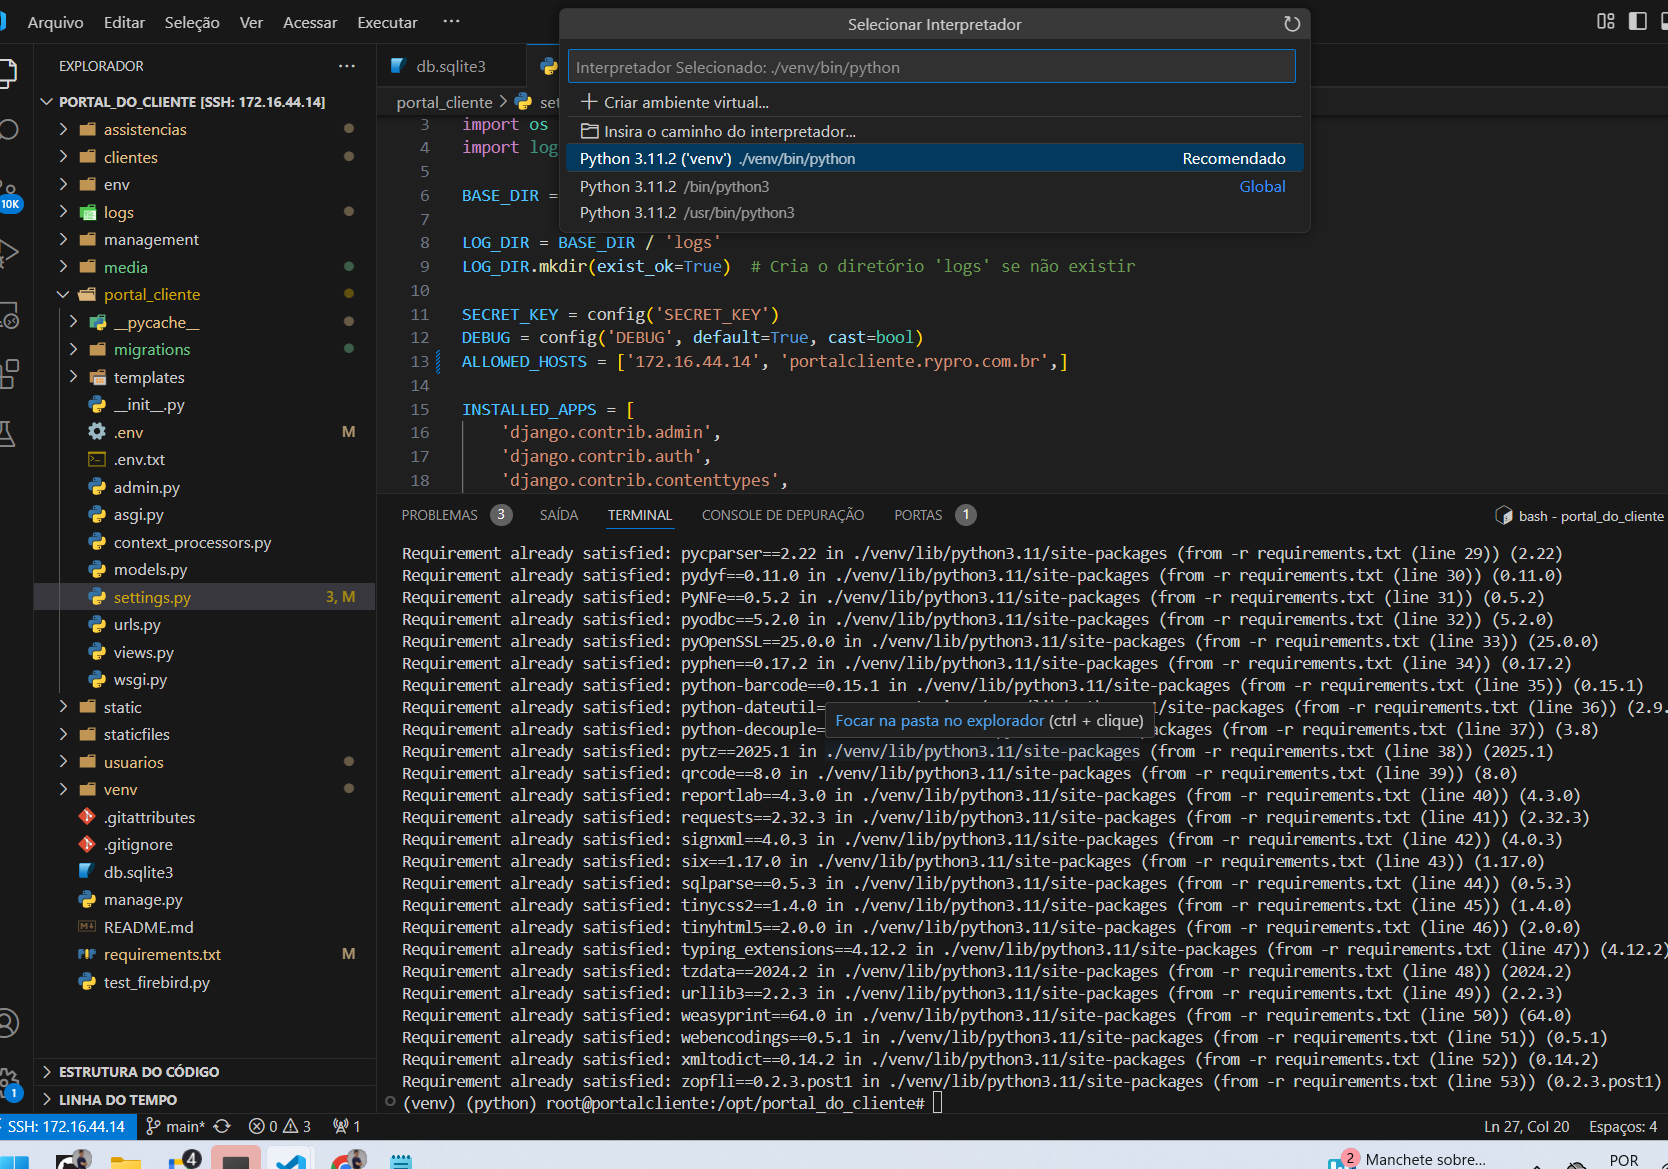 Arquivo Editar Seleção Ver Acessar Executar ···
Selecionar Interpretador
Interpretador Selecionado: ./venv/bin/python
Criar ambiente virtual...
Insira o caminho do interpretador...
Python 3.11.2 ('venv') ./venv/bin/python Recomendado
Python 3.11.2 /bin/python3 Global
Python 3.11.2 /usr/bin/python3
10K
EXPLORADOR ···
PORTAL_DO_CLIENTE [SSH: 172.16.44.14]
assistencias
clientes
env
logs
management
media
portal_cliente
__pycache__
migrations
templates
__init__.py
.env M
.env.txt
admin.py
asgi.py
context_processors.py
models.py
settings.py 3, M
urls.py
views.py
wsgi.py
static
staticfiles
usuarios
venv
.gitattributes
.gitignore
db.sqlite3
manage.py
README.md
requirements.txt M
test_firebird.py
ESTRUTURA DO CÓDIGO
LINHA DO TEMPO
1
db.sqlite3
portal_cliente > set
3 import os
4 import log
5
6 BASE_DIR =
7
8 LOG_DIR = BASE_DIR / 'logs'
9 LOG_DIR.mkdir(exist_ok=True) # Cria o diretório 'logs' se não existir
10
11 SECRET_KEY = config('SECRET_KEY')
12 DEBUG = config('DEBUG', default=True, cast=bool)
13 ALLOWED_HOSTS = ['172.16.44.14', 'portalcliente.rypro.com.br',]
14
15 INSTALLED_APPS = [
16 'django.contrib.admin',
17 'django.contrib.auth',
18 'django.contrib.contenttypes',
PROBLEMAS 3 SAÍDA TERMINAL CONSOLE DE DEPURAÇÃO PORTAS 1 bash - portal_do_cliente
Requirement already satisfied: pycparser==2.22 in ./venv/lib/python3.11/site-packages (from -r requirements.txt (line 29)) (2.22)
Requirement already satisfied: pydyf==0.11.0 in ./venv/lib/python3.11/site-packages (from -r requirements.txt (line 30)) (0.11.0)
Requirement already satisfied: PyNFe==0.5.2 in ./venv/lib/python3.11/site-packages (from -r requirements.txt (line 31)) (0.5.2)
Requirement already satisfied: pyodbc==5.2.0 in ./venv/lib/python3.11/site-packages (from -r requirements.txt (line 32)) (5.2.0)
Requirement already satisfied: pyOpenSSL==25.0.0 in ./venv/lib/python3.11/site-packages (from -r requirements.txt (line 33)) (25.0.0)
Requirement already satisfied: pyphen==0.17.2 in ./venv/lib/python3.11/site-packages (from -r requirements.txt (line 34)) (0.17.2)
Requirement already satisfied: python-barcode==0.15.1 in ./venv/lib/python3.11/site-packages (from -r requirements.txt (line 35)) (0.15.1)
Requirement already satisfied: python-dateutil= /site-packages (from -r requirements.txt (line 36)) (2.9.
Focar na pasta no explorador (ctrl + clique)
Requirement already satisfied: python-decouple= ckages (from -r requirements.txt (line 37)) (3.8)
Requirement already satisfied: pytz==2025.1 in ./venv/lib/python3.11/site-packages (from -r requirements.txt (line 38)) (2025.1)
Requirement already satisfied: qrcode==8.0 in ./venv/lib/python3.11/site-packages (from -r requirements.txt (line 39)) (8.0)
Requirement already satisfied: reportlab==4.3.0 in ./venv/lib/python3.11/site-packages (from -r requirements.txt (line 40)) (4.3.0)
Requirement already satisfied: requests==2.32.3 in ./venv/lib/python3.11/site-packages (from -r requirements.txt (line 41)) (2.32.3)
Requirement already satisfied: signxml==4.0.3 in ./venv/lib/python3.11/site-packages (from -r requirements.txt (line 42)) (4.0.3)
Requirement already satisfied: six==1.17.0 in ./venv/lib/python3.11/site-packages (from -r requirements.txt (line 43)) (1.17.0)
Requirement already satisfied: sqlparse==0.5.3 in ./venv/lib/python3.11/site-packages (from -r requirements.txt (line 44)) (0.5.3)
Requirement already satisfied: tinycss2==1.4.0 in ./venv/lib/python3.11/site-packages (from -r requirements.txt (line 45)) (1.4.0)
Requirement already satisfied: tinyhtml5==2.0.0 in ./venv/lib/python3.11/site-packages (from -r requirements.txt (line 46)) (2.0.0)
Requirement already satisfied: typing_extensions==4.12.2 in ./venv/lib/python3.11/site-packages (from -r requirements.txt (line 47)) (4.12.2)
Requirement already satisfied: tzdata==2024.2 in ./venv/lib/python3.11/site-packages (from -r requirements.txt (line 48)) (2024.2)
Requirement already satisfied: urllib3==2.2.3 in ./venv/lib/python3.11/site-packages (from -r requirements.txt (line 49)) (2.2.3)
Requirement already satisfied: weasyprint==64.0 in ./venv/lib/python3.11/site-packages (from -r requirements.txt (line 50)) (64.0)
Requirement already satisfied: webencodings==0.5.1 in ./venv/lib/python3.11/site-packages (from -r requirements.txt (line 51)) (0.5.1)
Requirement already satisfied: xmltodict==0.14.2 in ./venv/lib/python3.11/site-packages (from -r requirements.txt (line 52)) (0.14.2)
Requirement already satisfied: zopfli==0.2.3.post1 in ./venv/lib/python3.11/site-packages (from -r requirements.txt (line 53)) (0.2.3.post1)
(venv) (python) root@portalcliente:/opt/portal_do_cliente#
SSH: 172.16.44.14 main* 0 3 1 Ln 27, Col 20 Espaços: 4
4 2 Manchete sobre... POR